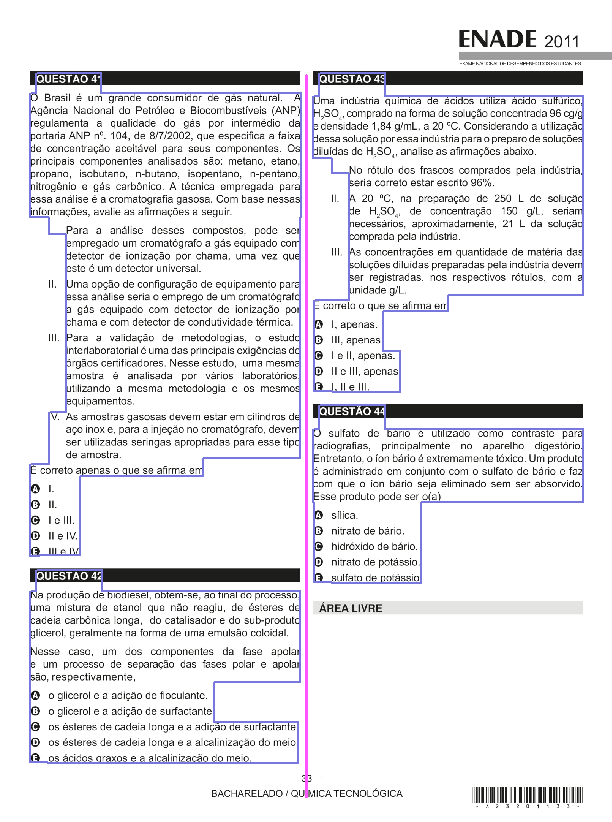 ENADE 2011
EXAME NACIONAL DE DESEMPENHO DOS ESTUDANTES
QUESTÃO 41
O Brasil é um grande consumidor de gás natural. A
Agência Nacional do Petróleo e Biocombustíveis (ANP)
regulamenta a qualidade do gás por intermédio da
portaria ANP nº. 104, de 8/7/2002, que especifica a faixa
de concentração aceitável para seus componentes. Os
principais componentes analisados são: metano, etano,
propano, isobutano, n-butano, isopentano, n-pentano,
nitrogênio e gás carbônico. A técnica empregada para
essa análise é a cromatografia gasosa. Com base nessas
informações, avalie as afirmações a seguir.
Para a análise desses compostos, pode ser
empregado um cromatógrafo a gás equipado com
detector de ionização por chama, uma vez que
este é um detector universal.
II. Uma opção de configuração de equipamento para
essa análise seria o emprego de um cromatógrafo
a gás equipado com detector de ionização por
chama e com detector de condutividade térmica.
III. Para a validação de metodologias, o estudo
interlaboratorial é uma das principais exigências do
órgãos certificadores. Nesse estudo, uma mesma
amostra é analisada por vários laboratórios,
utilizando a mesma metodologia e os mesmos
equipamentos.
IV. As amostras gasosas devem estar em cilindros de
aço inox e, para a injeção no cromatógrafo, devem
ser utilizadas seringas apropriadas para esse tipo
de amostra.
É correto apenas o que se afirma em
A I.
B II.
C I e III.
D II e IV.
E III e IV.
QUESTÃO 42
Na produção de biodiesel, obtem-se, ao final do processo,
uma mistura de etanol que não reagiu, de ésteres de
cadeia carbônica longa, do catalisador e do sub-produto
glicerol, geralmente na forma de uma emulsão coloidal.
Nesse caso, um dos componentes da fase apolar
e um processo de separação das fases polar e apolar
são, respectivamente,
A o glicerol e a adição de floculante.
B o glicerol e a adição de surfactante.
C os ésteres de cadeia longa e a adição de surfactante.
D os ésteres de cadeia longa e a alcalinização do meio.
E os ácidos graxos e a alcalinização do meio.
QUESTÃO 43
Uma indústria química de ácidos utiliza ácido sulfúrico,
H2SO4, comprado na forma de solução concentrada 96 cg/g
e densidade 1,84 g/mL, a 20 ºC. Considerando a utilização
dessa solução por essa indústria para o preparo de soluções
diluídas de H2SO4, analise as afirmações abaixo.
No rótulo dos frascos comprados pela indústria,
seria correto estar escrito 96%.
II. A 20 ºC, na preparação de 250 L de solução
de H2SO4, de concentração 150 g/L, seriam
necessários, aproximadamente, 21 L da solução
comprada pela indústria.
III. As concentrações em quantidade de matéria das
soluções diluídas preparadas pela indústria devem
ser registradas, nos respectivos rótulos, com a
unidade g/L.
É correto o que se afirma em
A I, apenas.
B III, apenas.
C I e II, apenas.
D II e III, apenas.
E I, II e III.
QUESTÃO 44
O sulfato de bário é utilizado como contraste para
radiografias, principalmente no aparelho digestório.
Entretanto, o íon bário é extremamente tóxico. Um produto
é administrado em conjunto com o sulfato de bário e faz
com que o íon bário seja eliminado sem ser absorvido.
Esse produto pode ser o(a)
A sílica.
B nitrato de bário.
C hidróxido de bário.
D nitrato de potássio.
E sulfato de potássio.
ÁREA LIVRE
33
BACHARELADO / QUÍMICA TECNOLÓGICA